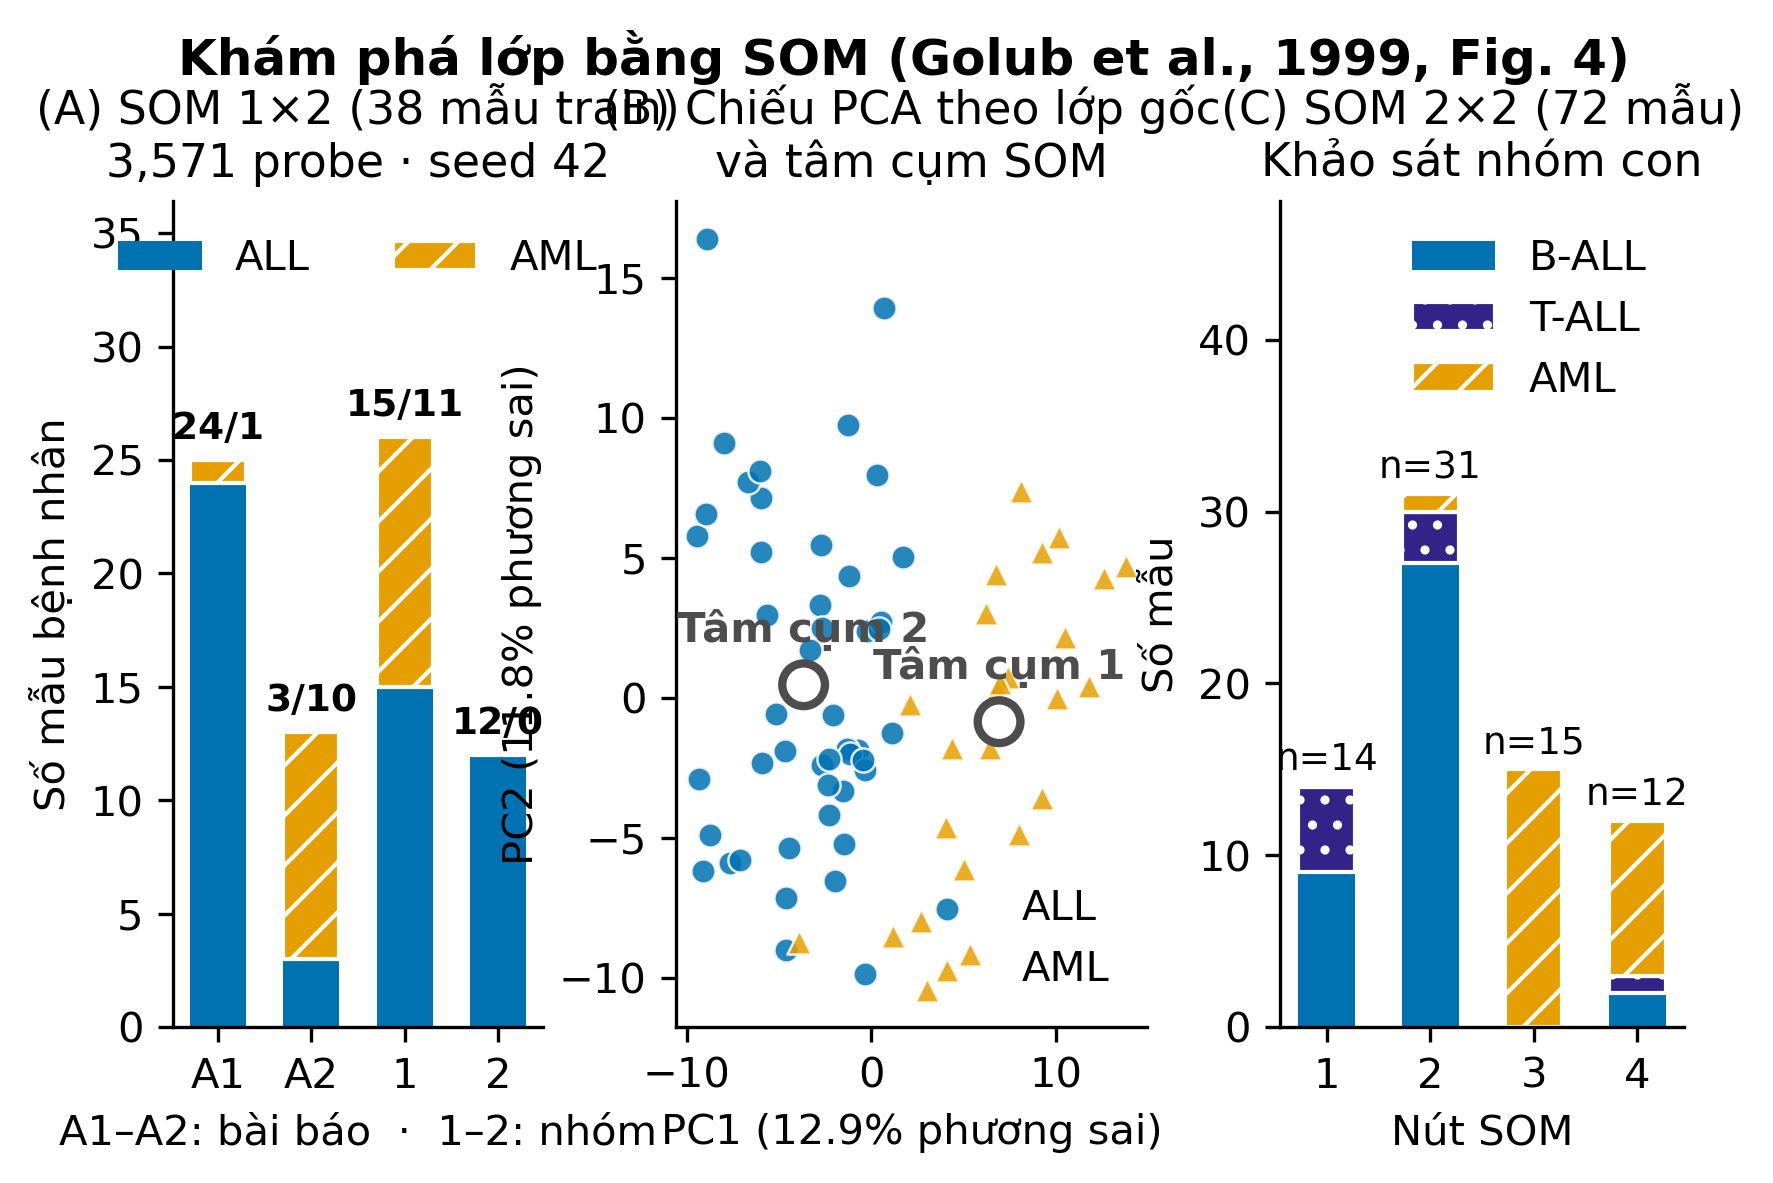 Khám phá lớp bằng SOM (Golub et al., 1999, Fig. 4)
(A) SOM 1×2 (38 mẫu train)
3,571 probe · seed 42
Số mẫu bệnh nhân
35
30
25
20
15
10
5
0
ALL
AML
24/1
3/10
15/11
12/0
A1
A2
1
2
A1–A2: bài báo · 1–2: nhóm
(B) Chiếu PCA theo lớp gốc
và tâm cụm SOM
PC2 (11.8% phương sai)
15
10
5
0
−5
−10
Tâm cụm 2
Tâm cụm 1
ALL
AML
−10
0
10
PC1 (12.9% phương sai)
(C) SOM 2×2 (72 mẫu)
Khảo sát nhóm con
Số mẫu
40
30
20
10
0
B-ALL
T-ALL
AML
n=14
n=31
n=15
n=12
1
2
3
4
Nút SOM